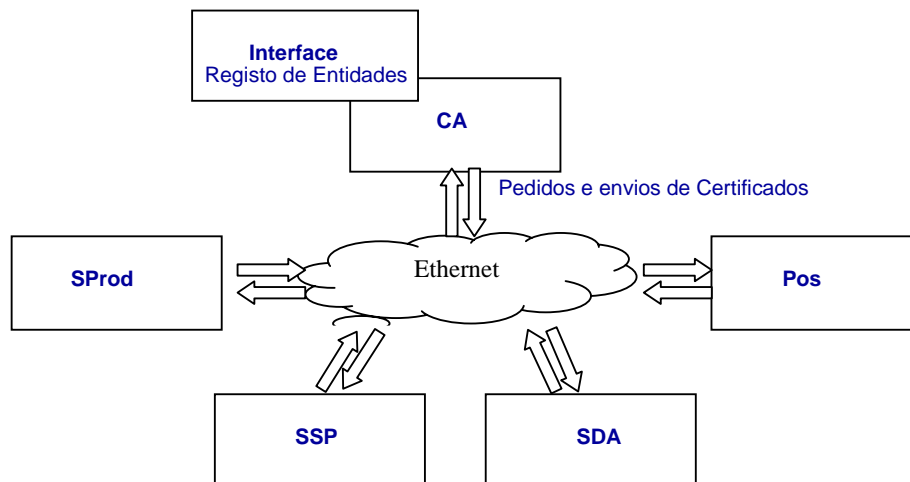 Interface
Registo de Entidades
CA
Pedidos e envios de Certificados
SProd
Ethernet
Pos
SSP
SDA